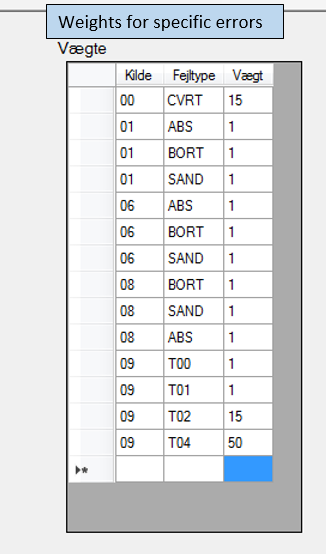 Weights for specific errors
Vægte
Kilde Fejltype Vægt
00 CVRT 15
01 ABS 1
01 BORT 1
01 SAND 1
06 ABS 1
06 BORT 1
06 SAND 1
08 BORT 1
08 SAND 1
08 ABS 1
09 T00 1
09 T01 1
09 T02 15
09 T04 50